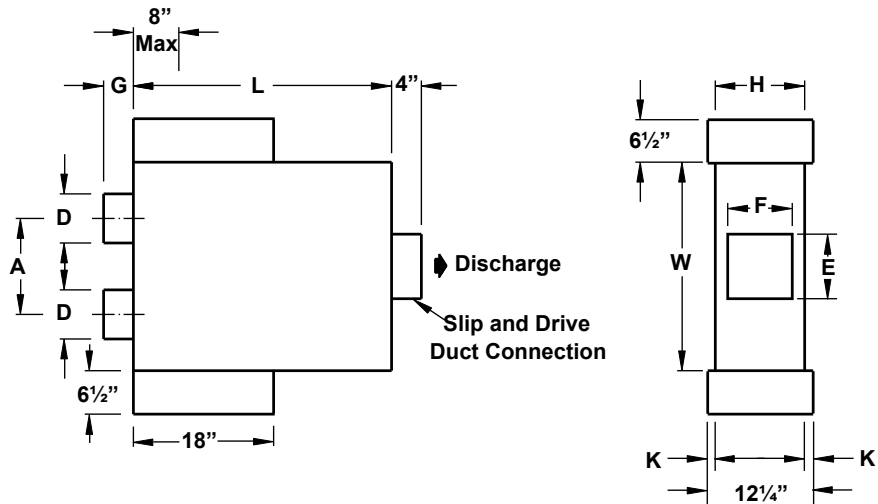 8”
Max
G
L
4”
D
A
D
6½”
18”
Discharge
Slip and Drive
Duct Connection
H
6½”
F
W
E
K
K
12¼”